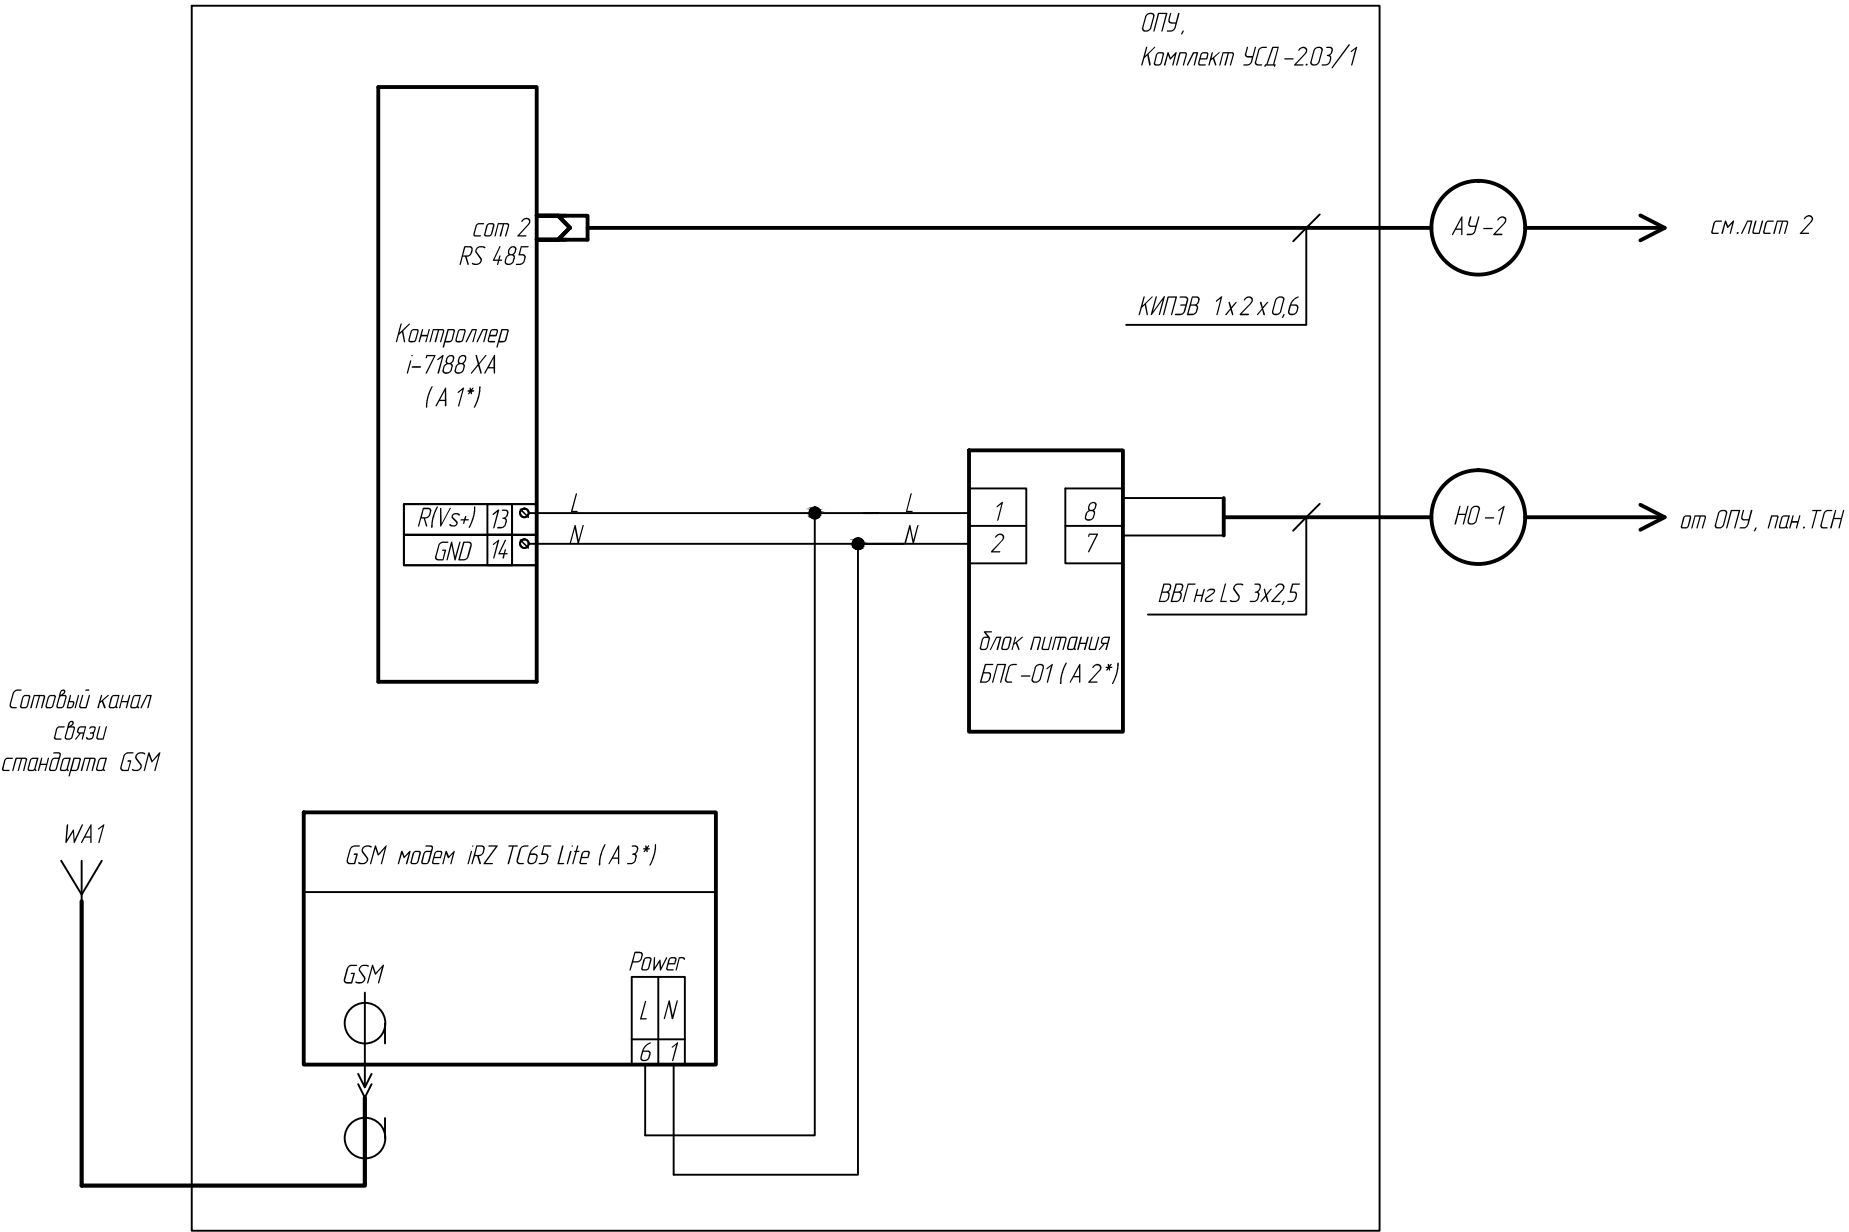 ОПУ,
Комплект УСД-2.03/1
com 2
RS 485
АУ-2
см.лист 2
КИПЭВ 1х2х0,6
Контроллер
i-7188 XA
(А 1*)
R(Vs+) 13
GND 14
L
N
L
N
1
2
8
7
НО-1
от ОПУ, пан.ТСН
ВВГнг LS 3х2,5
блок питания
БПС-01 (А 2*)
Сотовый канал
связи
стандарта GSM
WA1
GSM модем iRZ TC65 Lite (А 3*)
GSM
Power
L N
6 1